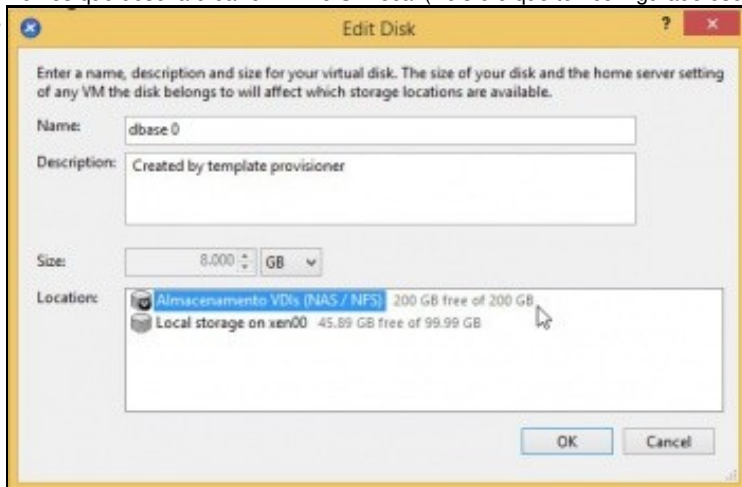 Edit Disk
?
Enter a name, description and size for your virtual disk. The size of your disk and the home server setting
of any VM the disk belongs to will affect which storage locations are available.
Name: dbase 0
Description: Created by template provisioner
Size: 8.000 GB
Location: Almacenamento VDIs (NAS / NFS) 200 GB free of 200 GB
Local storage on xen00 45.89 GB free of 99.99 GB
OK Cancel